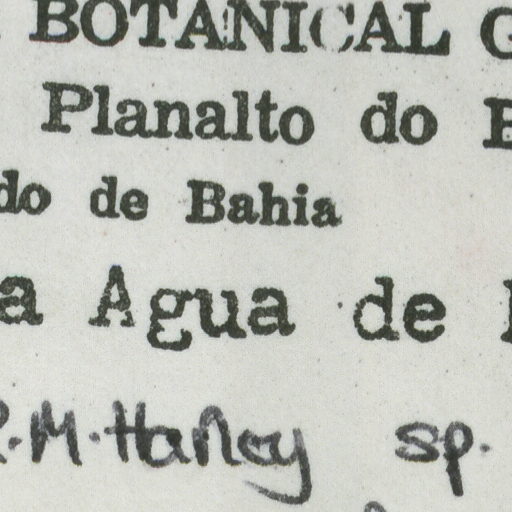 BOTANICAL G
Planalto do B
do de Bahia
a Agua de
R.M.Harley sp.